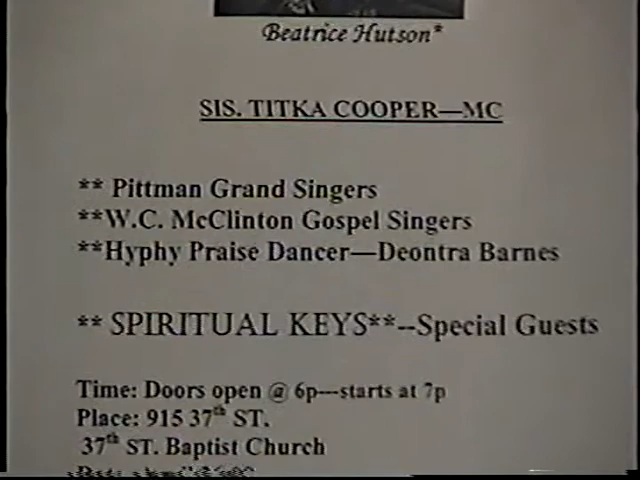 Beatrice Hutson*
SIS. TITKA COOPER—MC
** Pittman Grand Singers
**W.C. McClinton Gospel Singers
**Hyphy Praise Dancer—Deontra Barnes
** SPIRITUAL KEYS**--Special Guests
Time: Doors open @ 6p---starts at 7p
Place: 915 37th ST.
37th ST. Baptist Church